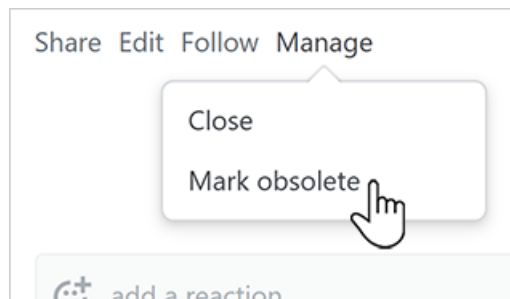 Share Edit Follow Manage
Close
Mark obsolete
add a reaction